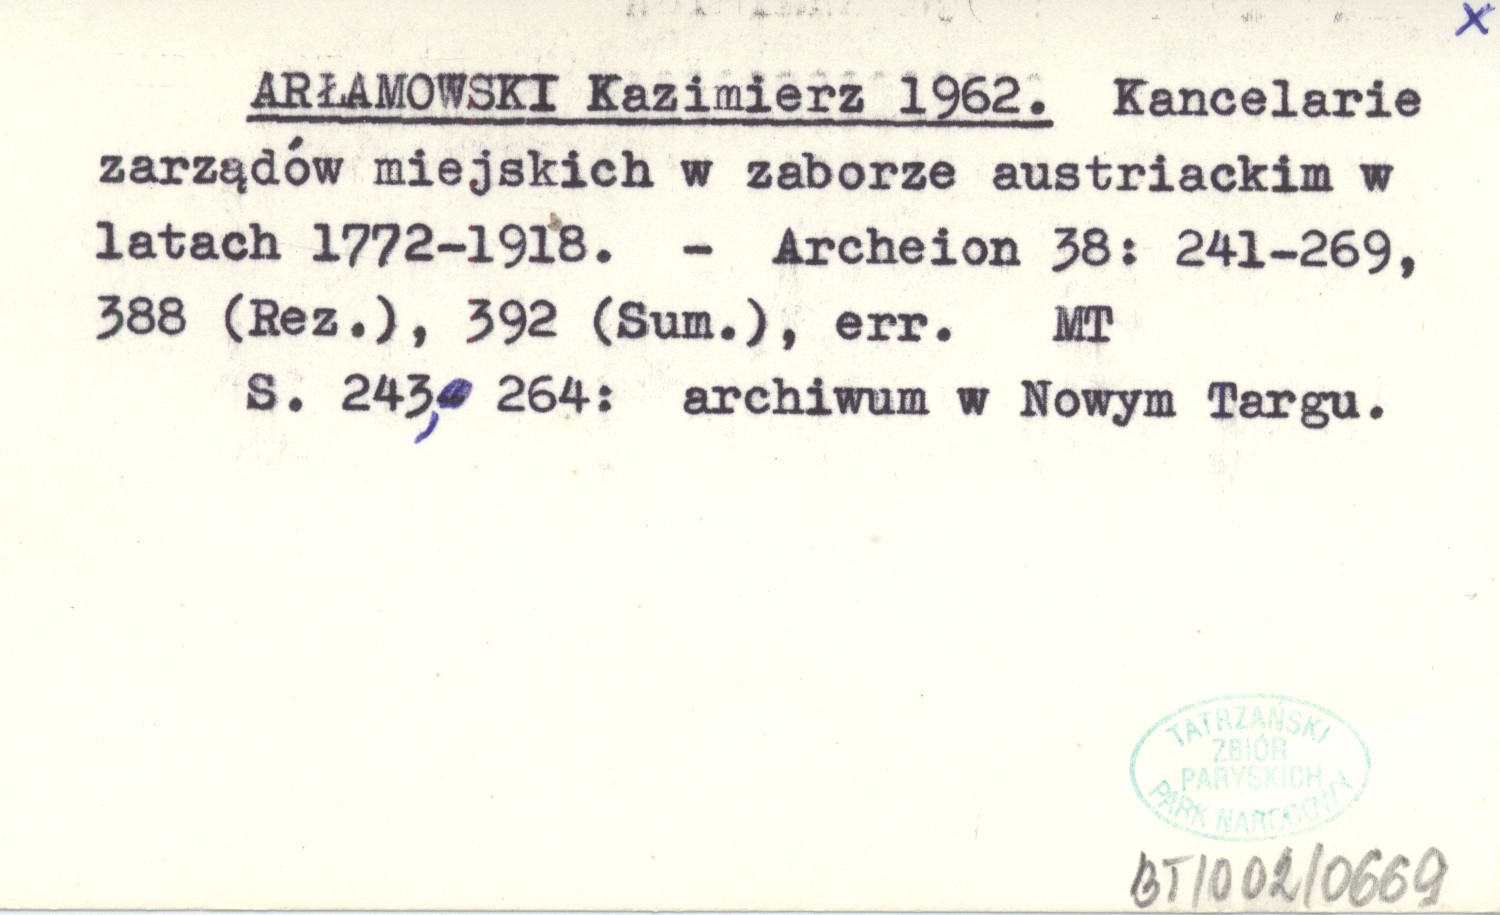 x
ARŁAMOWSKI Kazimierz 1962. Kancelarie
zarządów miejskich w zaborze austriackim w
latach 1772-1918. - Archeion 38: 241-269,
388 (Rez.), 392 (Sum.), err. MT
S. 243, 264: archiwum w Nowym Targu.
TATRZAŃSKI
ZBIÓR
PARYSKICH
PARK NARODOWY
BT/002/0669